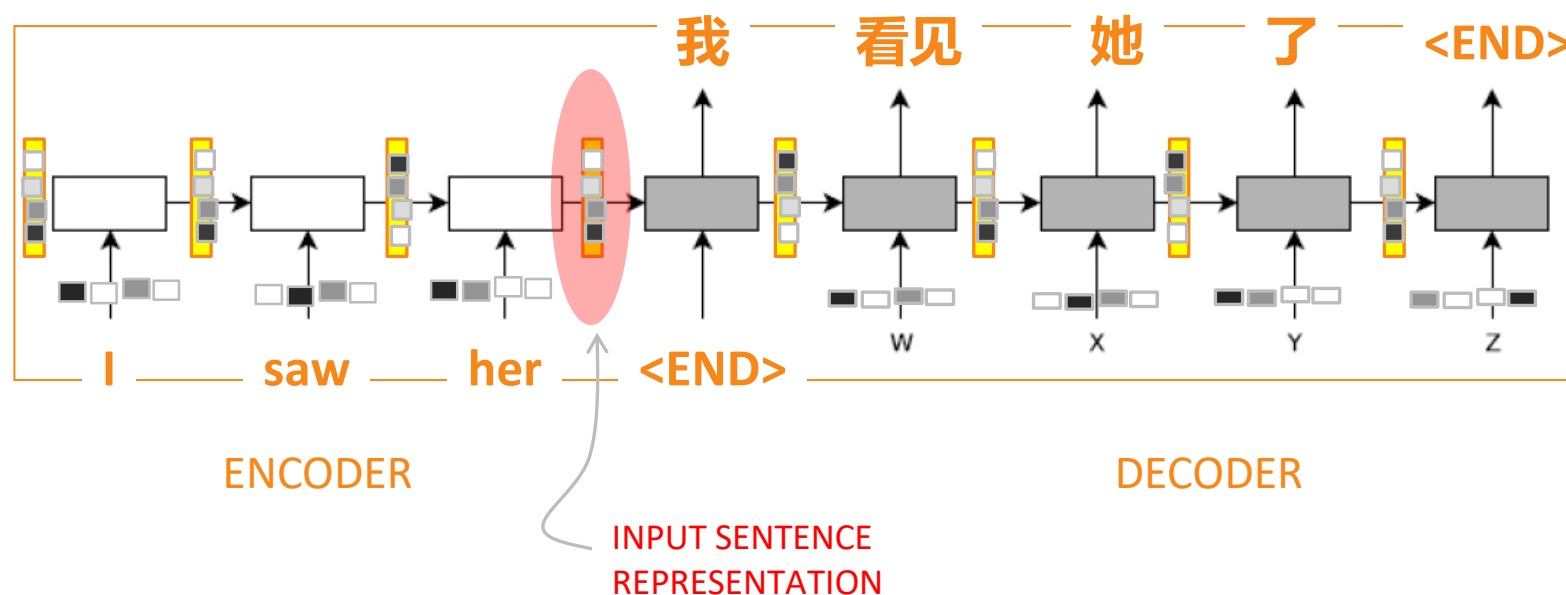 我 看见 她 了 <END>
W X Y Z
I saw her <END>
ENCODER DECODER
INPUT SENTENCE
REPRESENTATION